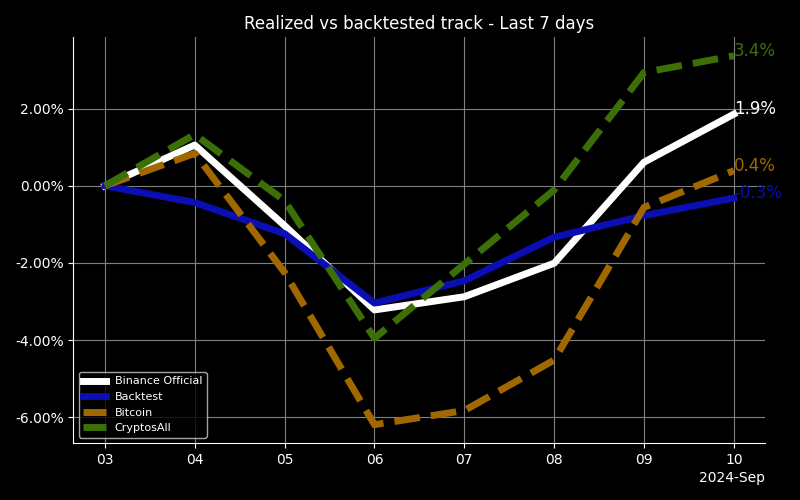 Realized vs backtested track - Last 7 days
3.4%
2.00%
1.9%
0.4%
0.00%
-0.3%
-2.00%
-4.00%
-6.00%
Binance Official
Backtest
Bitcoin
CryptosAll
03 04 05 06 07 08 09 10
2024-Sep